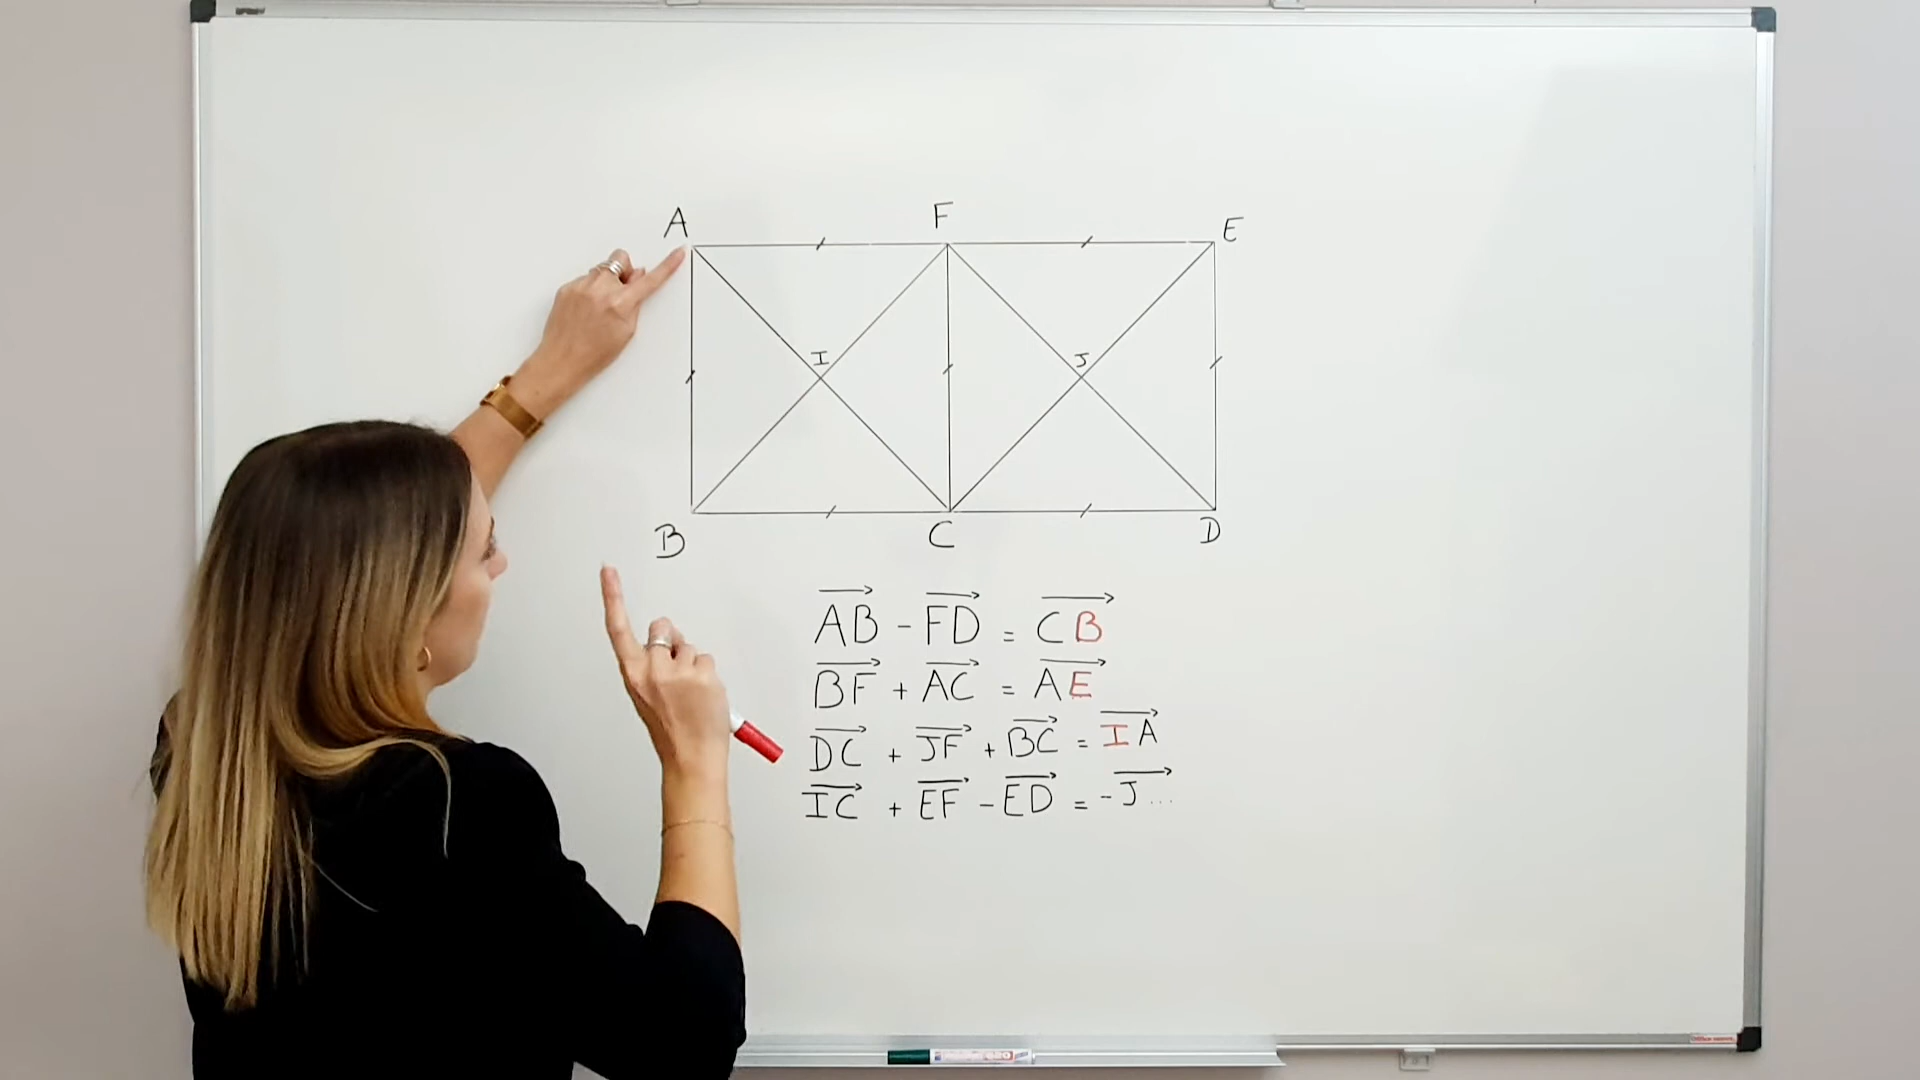 A F E
I J
B C D
AB - FD = CB
BF + AC = AE
DC + JF + BC = IA
IC + EF - ED = -J...